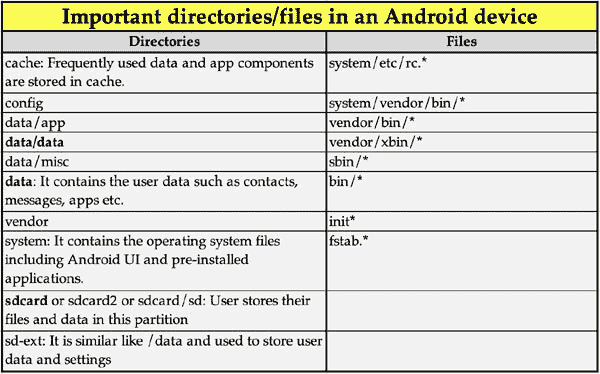 Important directories/files in an Android device
Directories Files
cache: Frequently used data and app components system/etc/rc.*
are stored in cache.
config system/vendor/bin/*
data/app vendor/bin/*
data/data vendor/xbin/*
data/misc sbin/*
data: It contains the user data such as contacts, bin/*
messages, apps etc.
vendor init*
system: It contains the operating system files fstab.*
including Android UI and pre-installed
applications.
sdcard or sdcard2 or sdcard/sd: User stores their
files and data in this partition
sd-ext: It is similar like /data and used to store user
data and settings